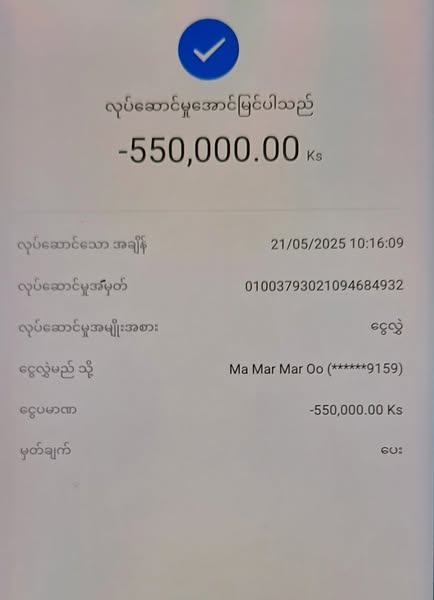 လုပ်ဆောင်မှုအောင်မြင်ပါသည်
-550,000.00 Ks
လုပ်ဆောင်သော အချိန် 21/05/2025 10:16:09
လုပ်ဆောင်မှုအမှတ် 01003793021094684932
လုပ်ဆောင်မှုအမျိုးအစား ငွေလွှဲ
ငွေလွှဲမည် သို့ Ma Mar Mar Oo (******9159)
ငွေပမာဏ -550,000.00 Ks
မှတ်ချက် ပေး